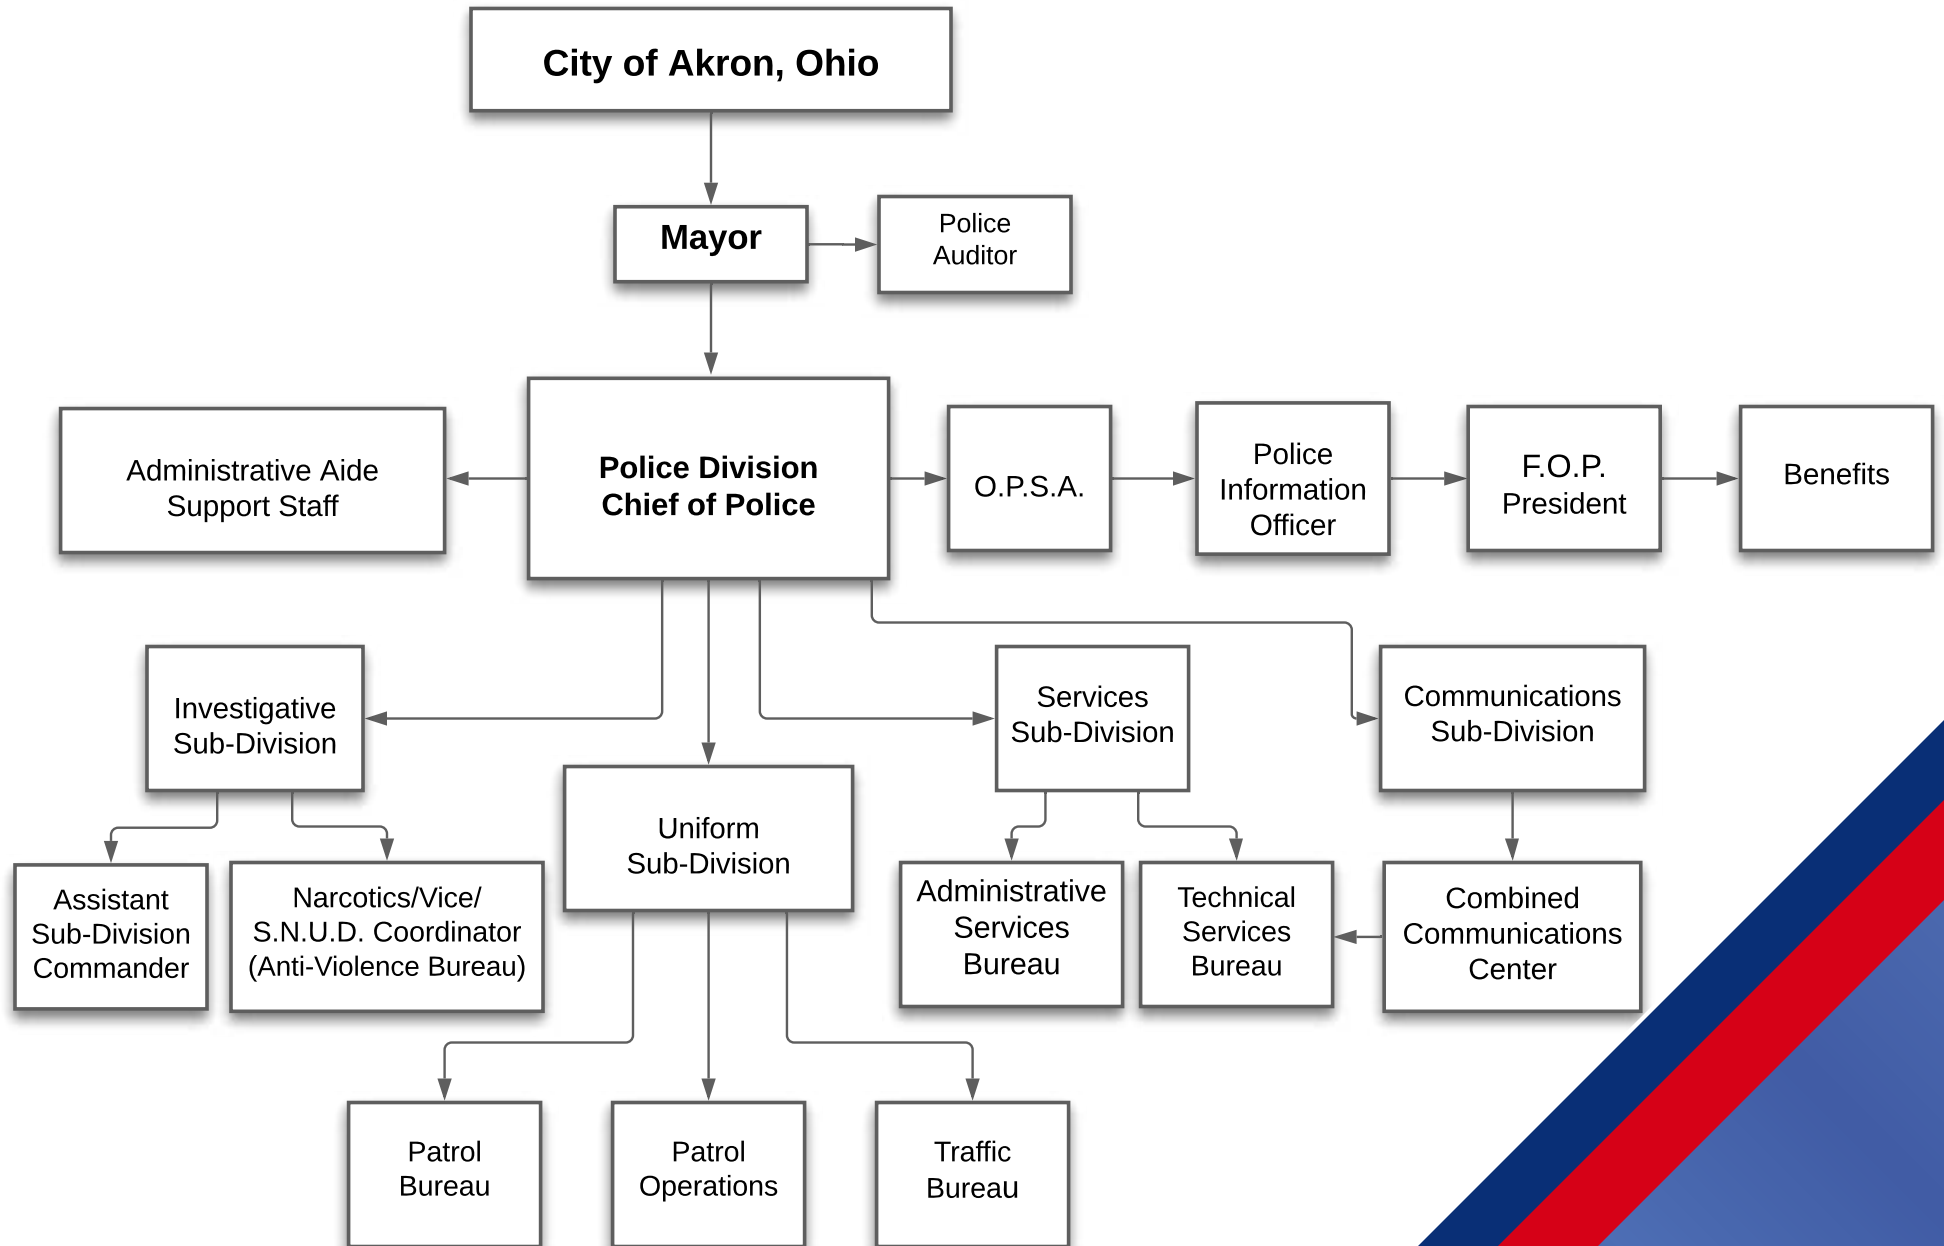 City of Akron, Ohio
Mayor
Police
Auditor
Administrative Aide
Support Staff
Police Division
Chief of Police
O.P.S.A.
Police
Information
Officer
F.O.P.
President
Benefits
Investigative
Sub-Division
Uniform
Sub-Division
Services
Sub-Division
Communications
Sub-Division
Assistant
Sub-Division
Commander
Narcotics/Vice/
S.N.U.D. Coordinator
(Anti-Violence Bureau)
Administrative
Services
Bureau
Technical
Services
Bureau
Combined
Communications
Center
Patrol
Bureau
Patrol
Operations
Traffic
Bureau